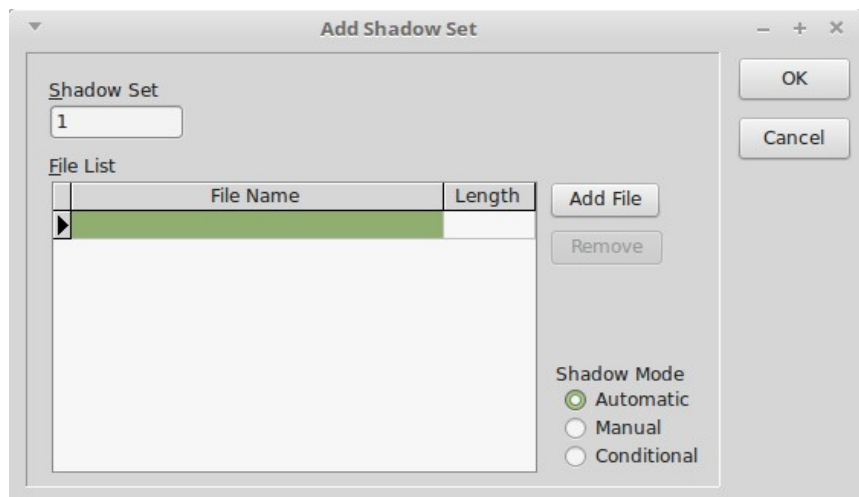 Add Shadow Set
OK
Cancel
Shadow Set
1
File List
File Name Length
Add File
Remove
Shadow Mode
Automatic
Manual
Conditional